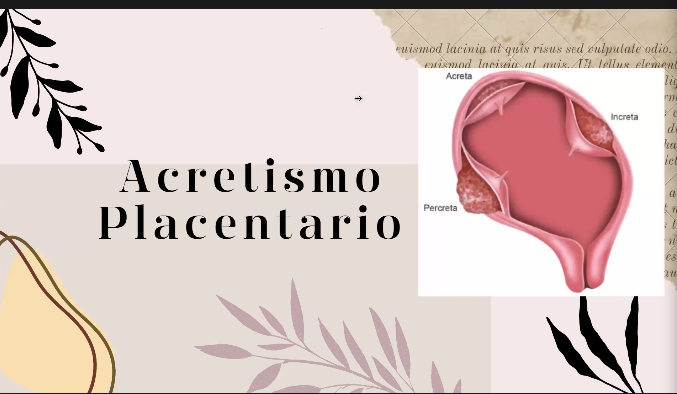 euismod lacinia at quis risus sed vulputate odio.
euismod lacinia at quis. Ut tellus
Acreta
→
Increta
Acretismo
Placentario
Percreta